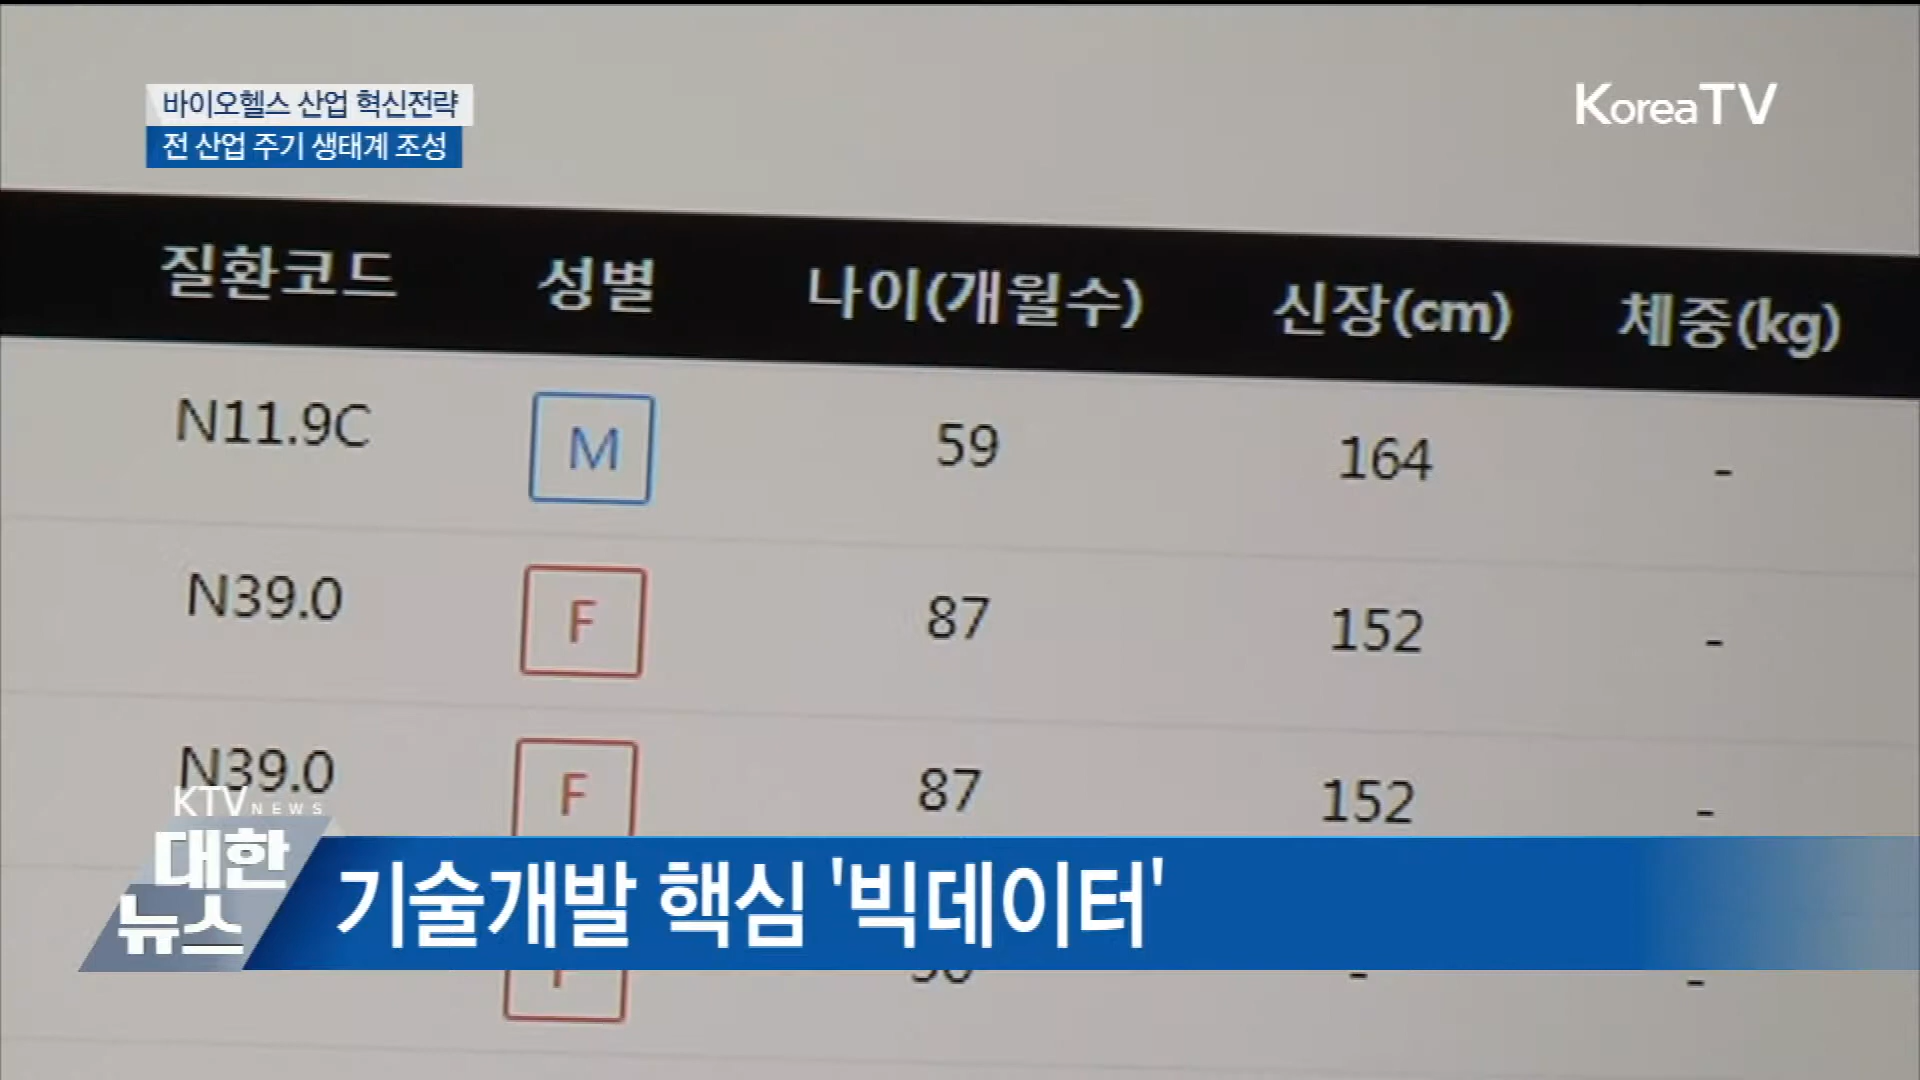 바이오헬스 산업 혁신전략
전 산업 주기 생태계 조성
KoreaTV
질환코드 성별 나이(개월수) 신장(cm) 체중(kg)
N11.9C M 59 164 -
N39.0 F 87 152 -
N39.0 F 87 152 -
KTV NEWS
대한
뉴스
기술개발 핵심 '빅데이터'
- -